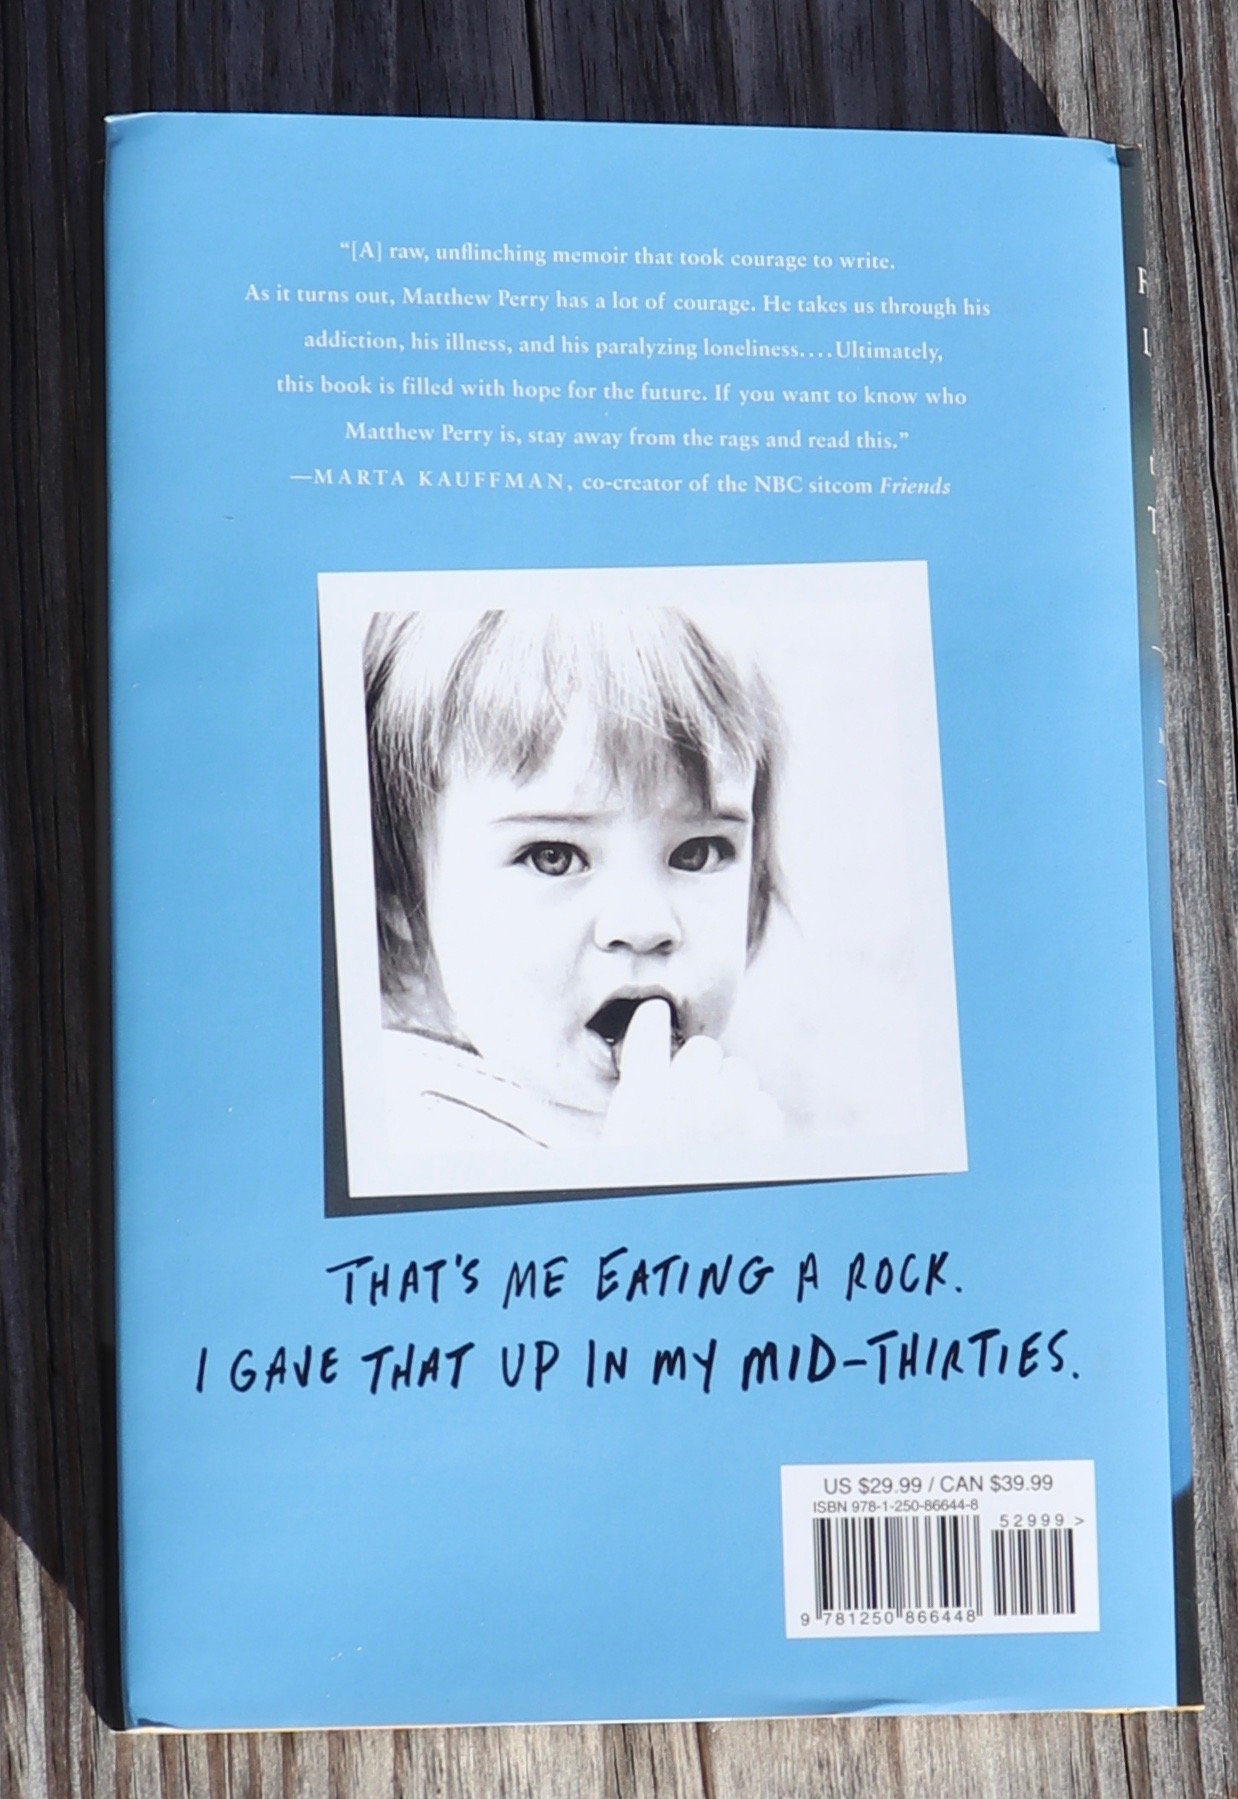 “[A] raw, unflinching memoir that took courage to write.
As it turns out, Matthew Perry has a lot of courage. He takes us through his
addiction, his illness, and his paralyzing loneliness. . . . Ultimately,
this book is filled with hope for the future. If you want to know who
Matthew Perry is, stay away from the rags and read this.”
—MARTA KAUFFMAN, co-creator of the NBC sitcom Friends
THAT'S ME EATING A ROCK.
I GAVE THAT UP IN MY MID-THIRTIES.
US $29.99 / CAN $39.99
ISBN 978-1-250-86644-8
52999 >
9 781250 866448